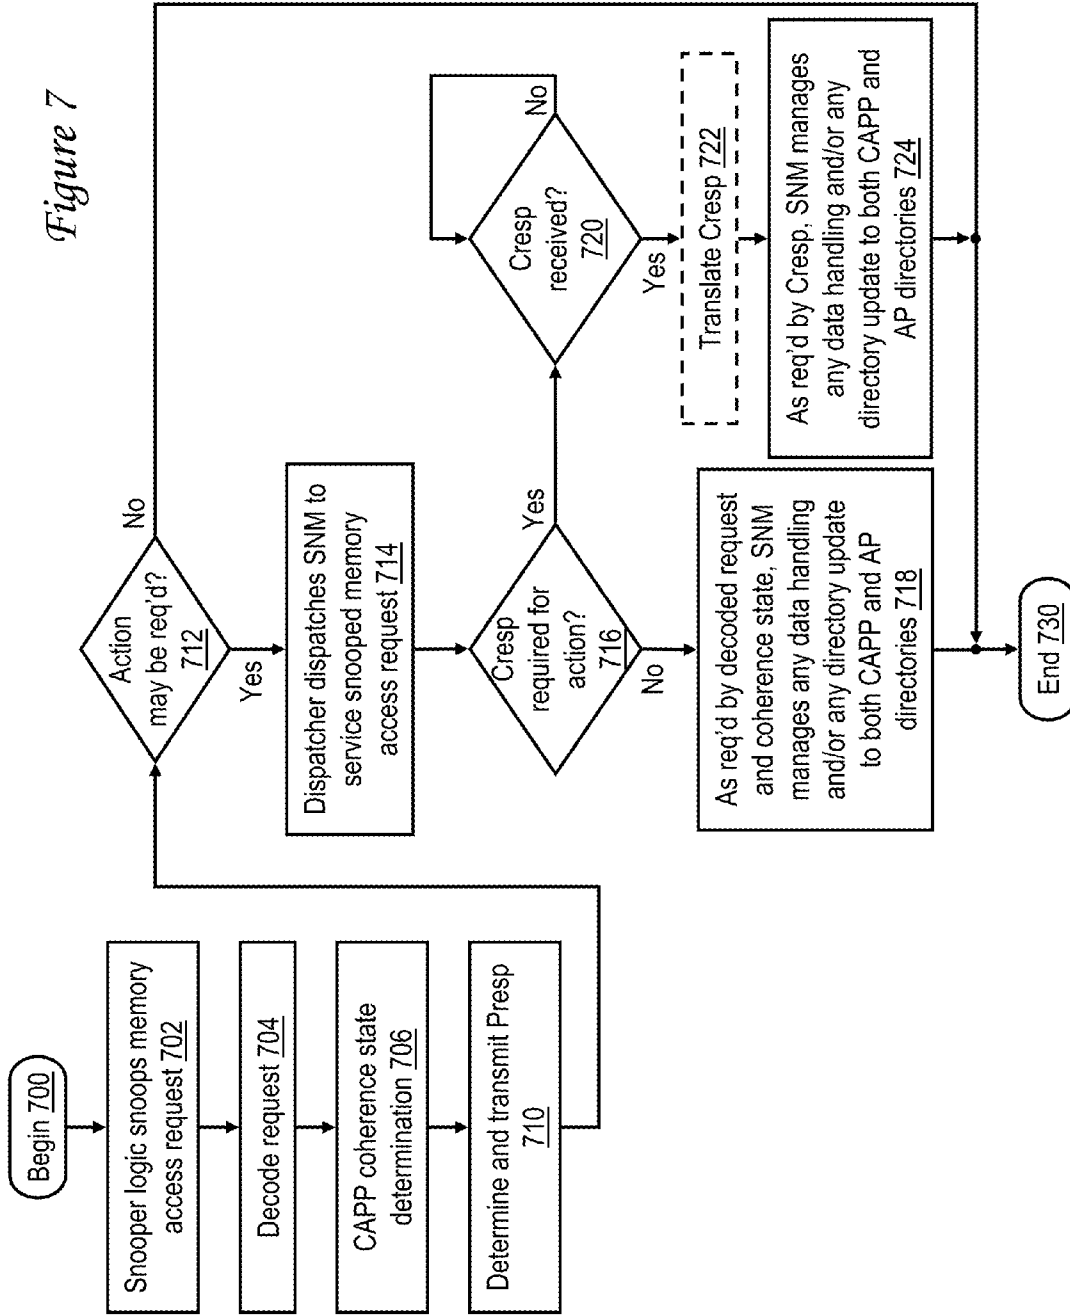 Figure 7
Begin 700
Snooper logic snoops memory
access request 702
Decode request 704
CAPP coherence state
determination 706
Determine and transmit Presp
710
Action
may be req'd?
712
No
Yes
Dispatcher dispatches SNM to
service snooped memory
access request 714
Cresp
required for
action?
716
Yes
No
As req'd by decoded request
and coherence state, SNM
manages any data handling
and/or any directory update
to both CAPP and AP
directories 718
Cresp
received?
720
No
Yes
Translate Cresp 722
As req'd by Cresp, SNM manages
any data handling and/or any
directory update to both CAPP and
AP directories 724
End 730